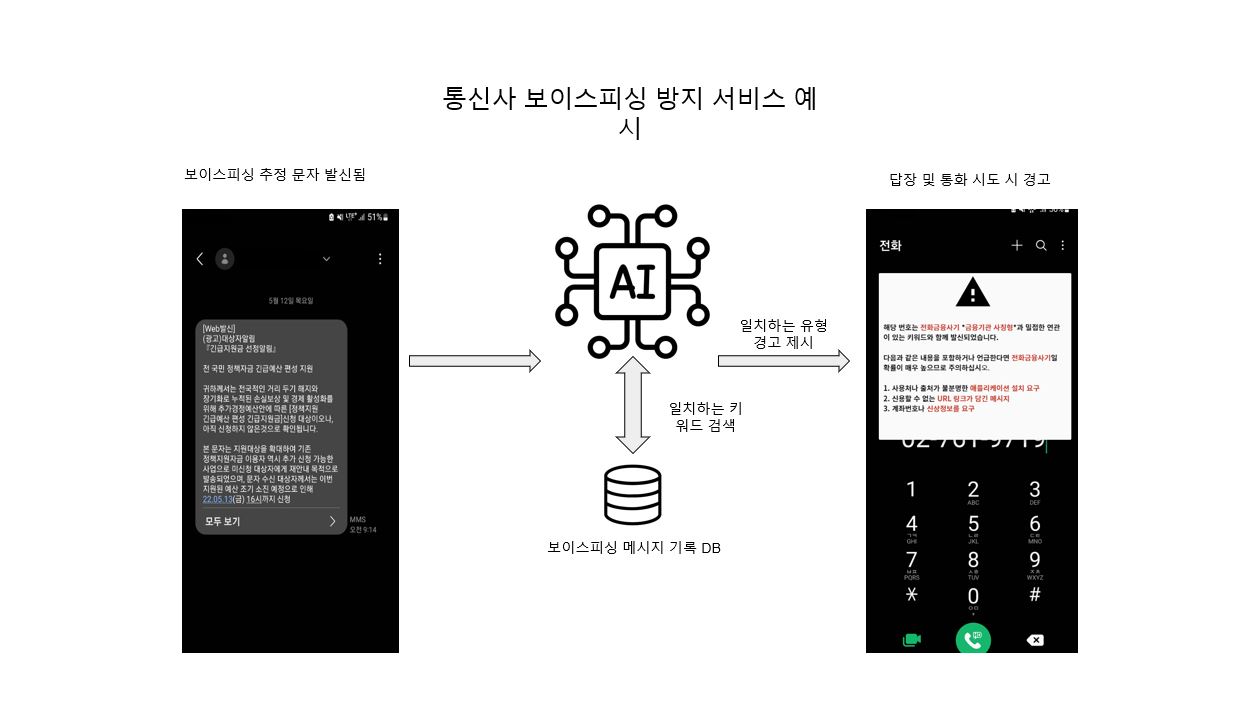 통신사 보이스피싱 방지 서비스 예
시
보이스피싱 추정 문자 발신됨
51%
5월 12일 목요일
[Web발신]
(광고)대상자알림
『긴급지원금 선정알림』
전 국민 정책자금 긴급예산 편성 지원
귀하께서는 전국적인 거리 두기 해지와
장기화로 누적된 손실보상 및 경제 활성화를
위해 추가경정예산안에 따른 [정책지원
긴급예산 편성 긴급지원금]신청 대상이오나,
아직 신청하지 않은것으로 확인됩니다.
본 문자는 지원대상을 확대하여 기존
정책지원자금 이용자 역시 추가 신청 가능한
사업으로 미신청 대상자에게 재안내 목적으로
발송되었으며, 문자 수신 대상자께서는 이번
지원된 예산 조기 소진 예정으로 인해
22.05.13(금) 16시까지 신청
모두 보기
MMS
오전 9:14
AI
일치하는 유형
경고 제시
일치하는 키
워드 검색
보이스피싱 메시지 기록 DB
답장 및 통화 시도 시 경고
전화
해당 번호는 전화금융사기 "금융기관 사칭형"과 밀접한 연관
이 있는 키워드와 함께 발신되었습니다.
다음과 같은 내용을 포함하거나 언급한다면 전화금융사기일
확률이 매우 높으므로 주의하십시오.
1. 사용처나 출처가 불분명한 애플리케이션 설치 요구
2. 신용할 수 없는 URL 링크가 담긴 메시지
3. 계좌번호나 신상정보를 요구
02-761-9719
1 2 3
ABC DEF
4 5 6
ㄱㅋ ㄴㄹ ㄷㅌ
GHI JKL MNO
7 8 9
ㅂㅍ ㅅㅎ ㅈㅊ
PQRS TUV WXYZ
* 0 #
ㅇㅁ
+